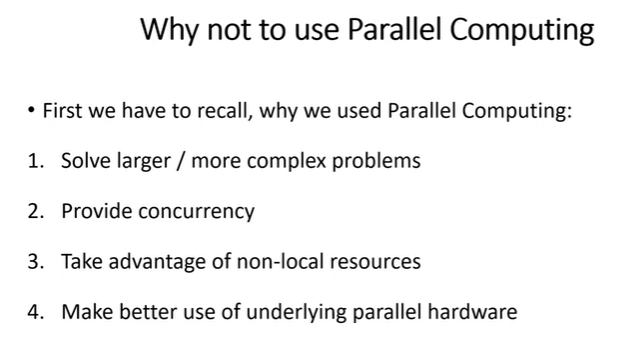 Why not to use Parallel Computing
• First we have to recall, why we used Parallel Computing:
1. Solve larger / more complex problems
2. Provide concurrency
3. Take advantage of non-local resources
4. Make better use of underlying parallel hardware